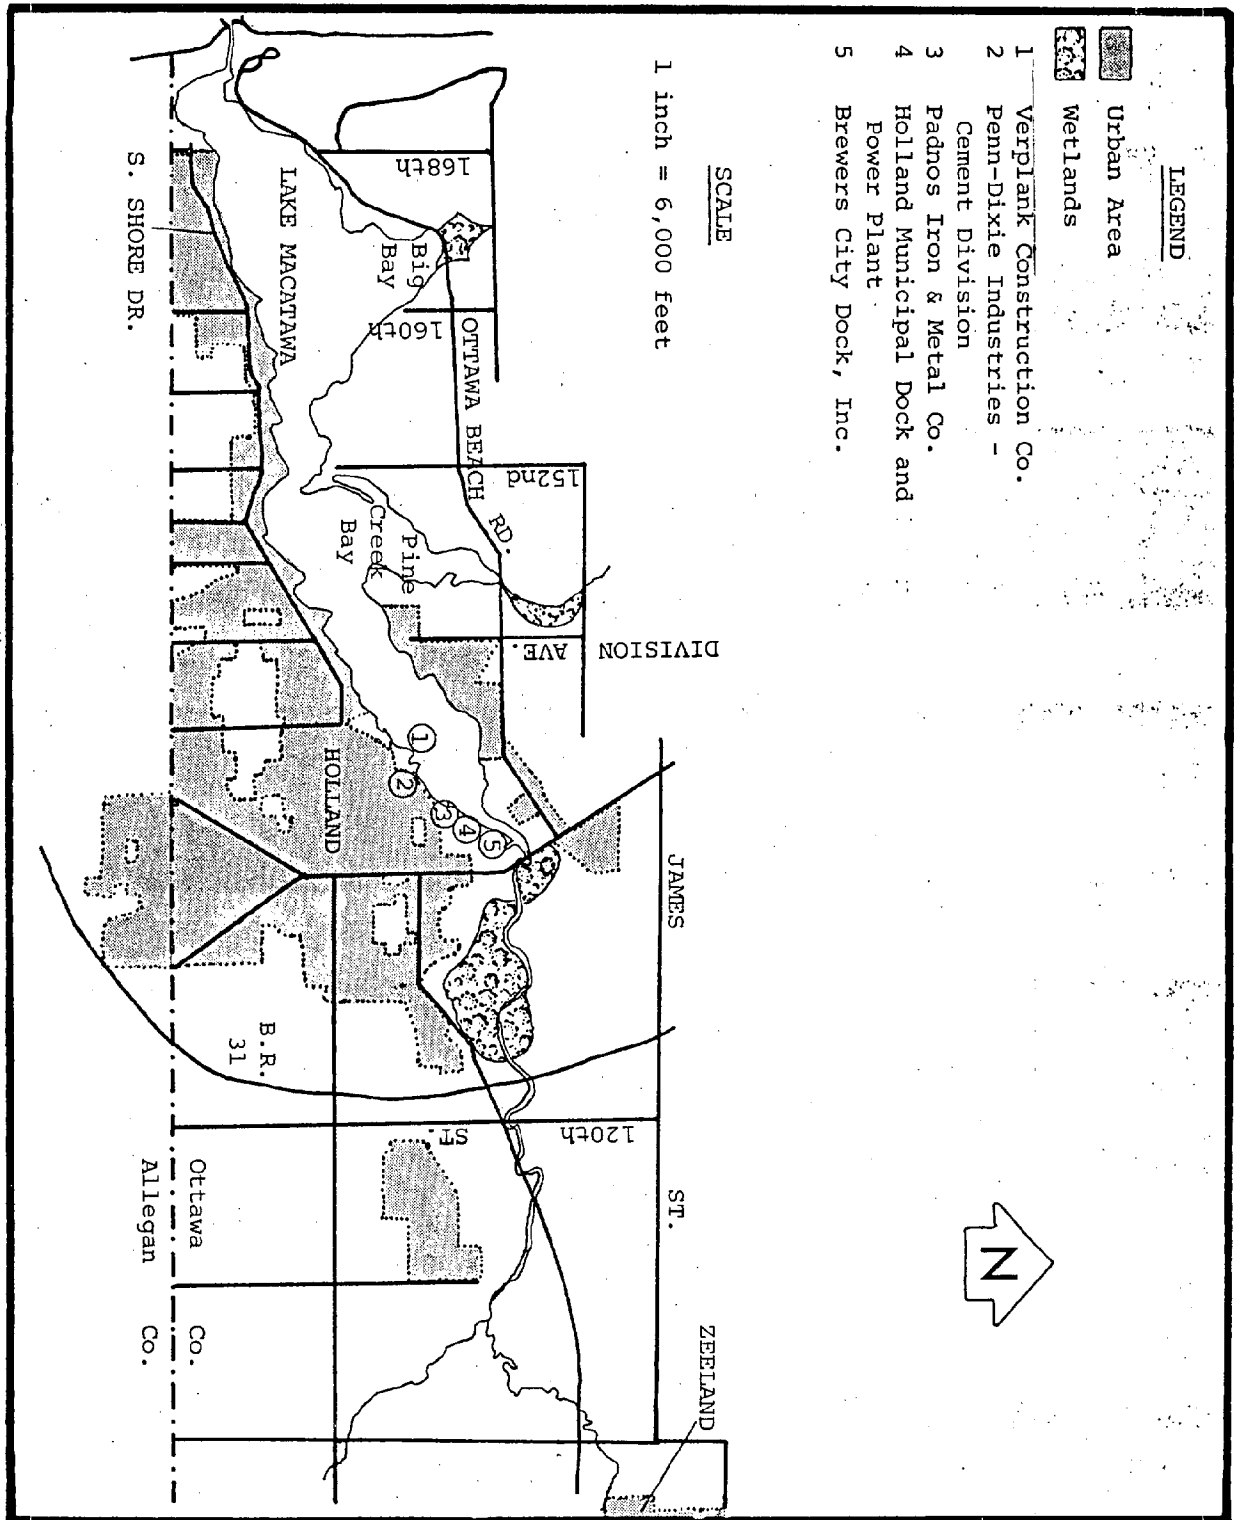 LEGEND
Urban Area
Wetlands
1 Verplank Construction Co.
2 Penn-Dixie Industries -
Cement Division
3 Padnos Iron & Metal Co.
4 Holland Municipal Dock and
Power Plant
5 Brewers City Dock, Inc.
SCALE
1 inch = 6,000 feet
N
ZEELAND
JAMES ST.
DIVISION AVE.
152nd
120th ST.
OTTAWA BEACH RD.
168th
160th
Big
Bay
Pine
Creek
Bay
LAKE MACATAWA
HOLLAND
1
2
3
4
5
B.R.
31
S. SHORE DR.
Ottawa Co.
Allegan Co.